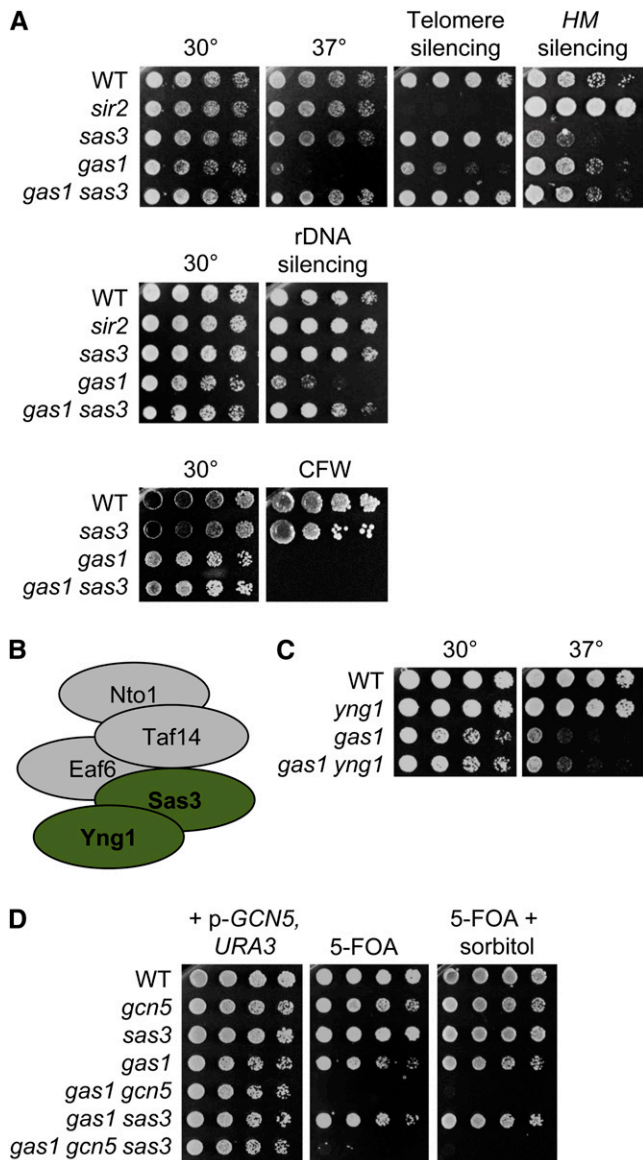 A
30°
37°
Telomere
silencing
HM
silencing
WT
sir2
sas3
gas1
gas1 sas3
30°
rDNA
silencing
WT
sir2
sas3
gas1
gas1 sas3
30°
CFW
WT
sas3
gas1
gas1 sas3
B
Nto1
Taf14
Eaf6
Sas3
Yng1
C
30°
37°
WT
yng1
gas1
gas1 yng1
D
+ p-GCN5,
URA3
5-FOA
5-FOA +
sorbitol
WT
gcn5
sas3
gas1
gas1 gcn5
gas1 sas3
gas1 gcn5 sas3